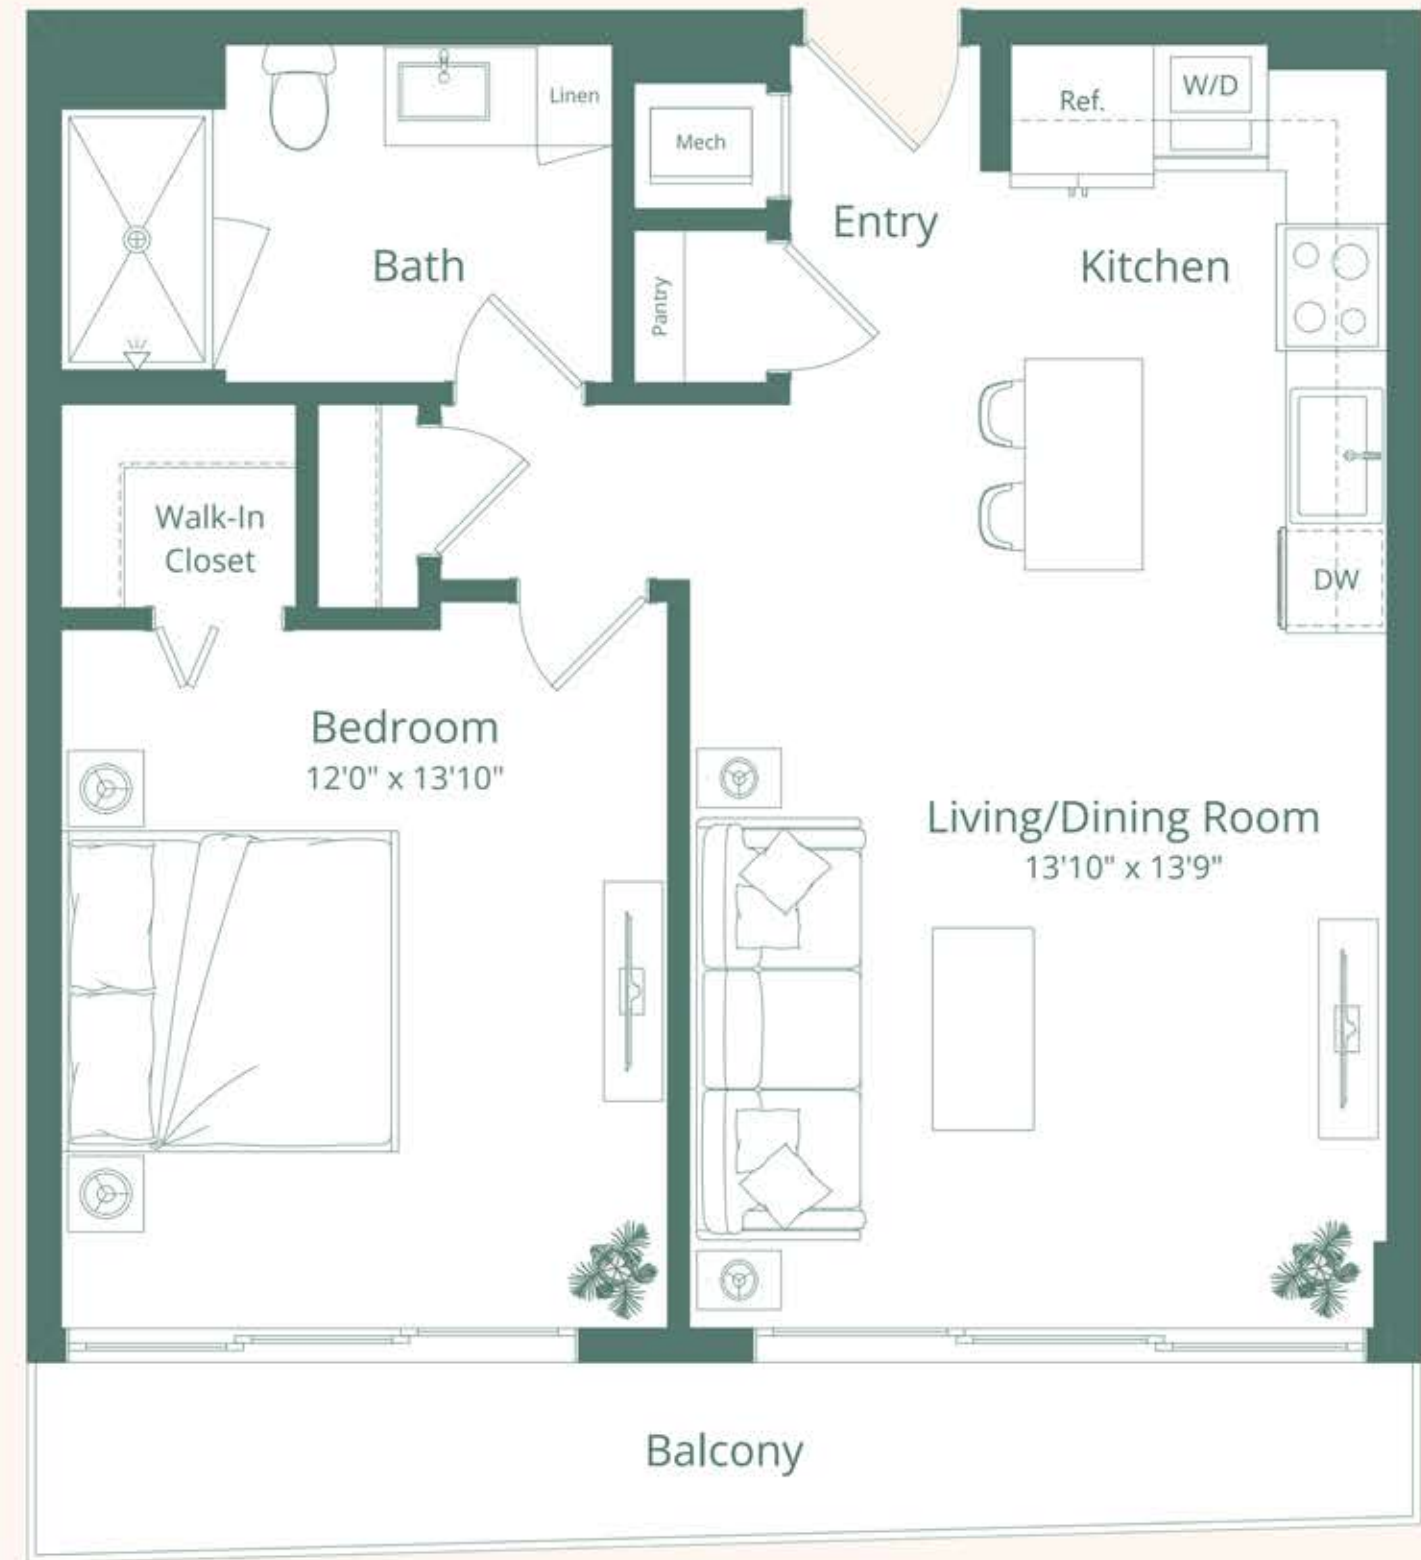 Linen
Ref.
W/D
Mech
Entry
Bath
Kitchen
Pantry
Walk-In
Closet
DW
Bedroom
12'0" x 13'10"
Living/Dining Room
13'10" x 13'9"
Balcony